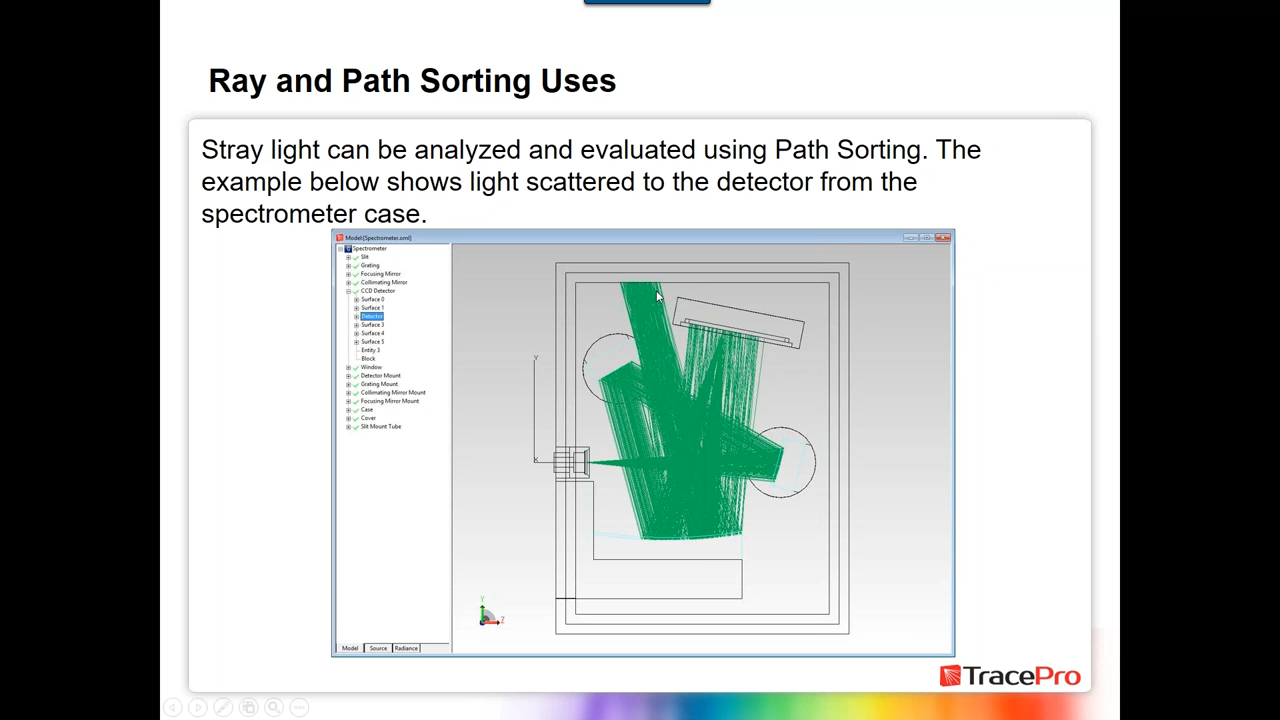 Ray and Path Sorting Uses
Stray light can be analyzed and evaluated using Path Sorting. The
example below shows light scattered to the detector from the
spectrometer case.
Model:[Spectrometer.oml]
Spectrometer
Slit
Grating
Focusing Mirror
Collimating Mirror
CCD Detector
Surface 0
Surface 1
Detector
Surface 3
Surface 4
Surface 5
Entity 3
Block
Window
Detector Mount
Grating Mount
Collimating Mirror Mount
Focusing Mirror Mount
Case
Cover
Slit Mount Tube
Y
X
Y
Z
Model Source Radiance
TracePro